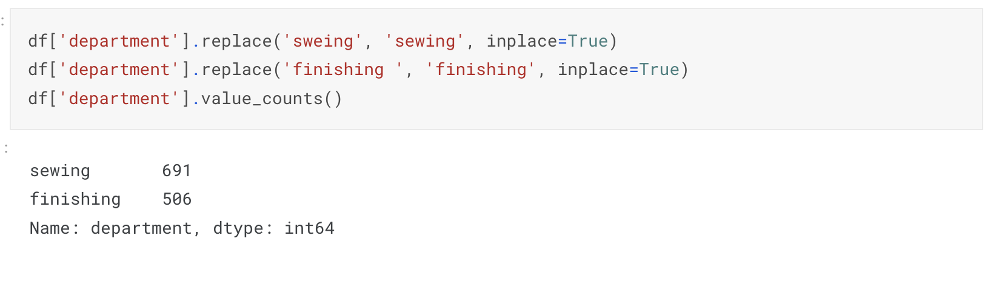 :
df['department'].replace('sweing', 'sewing', inplace=True)
df['department'].replace('finishing ', 'finishing', inplace=True)
df['department'].value_counts()
:
sewing       691
finishing    506
Name: department, dtype: int64